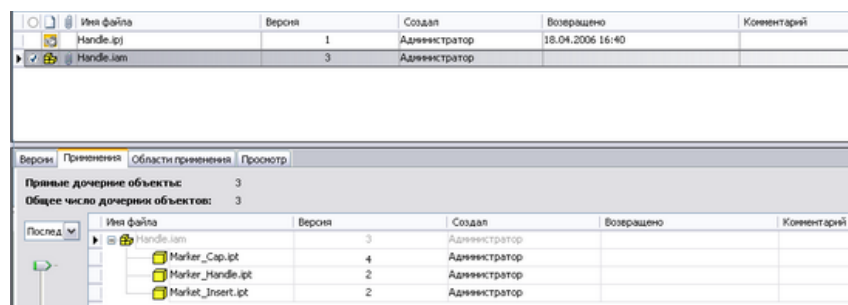 Имя файла Версия Создал Возвращено Комментарий
Handle.ipj 1 Администратор 18.04.2006 16:40
Handle.iam 3 Администратор
Версии Применения Области применения Просмотр
Прямые дочерние объекты: 3
Общее число дочерних объектов: 3
Послед
Имя файла Версия Создал Возвращено Комментарий
Handle.iam 3 Администратор
Marker_Cap.ipt 4 Администратор
Marker_Handle.ipt 2 Администратор
Market_Insert.ipt 2 Администратор